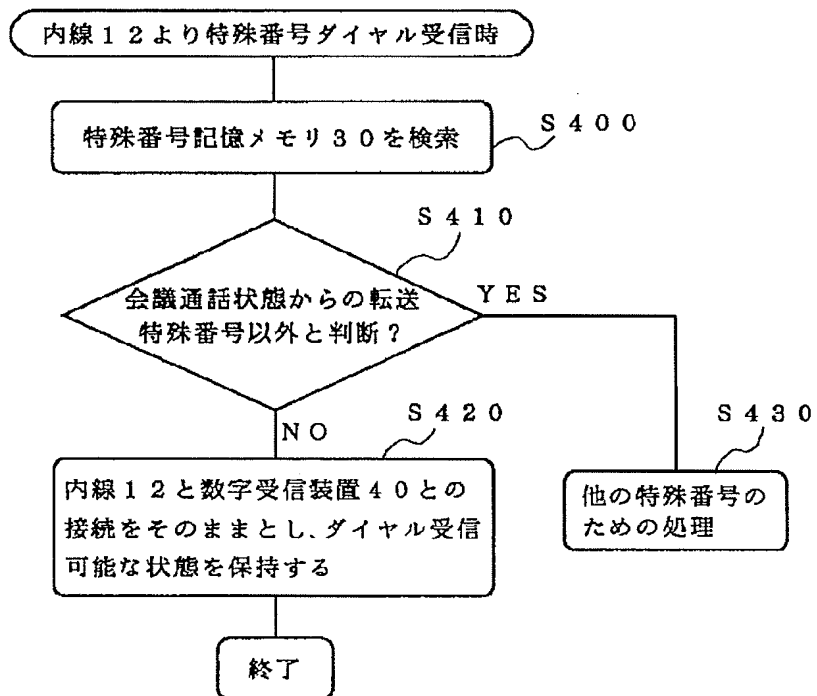 内線12より特殊番号ダイヤル受信時
特殊番号記憶メモリ30を検索
S400
S410
会議通話状態からの転送
特殊番号以外と判断?
YES
NO
S420
S430
内線12と数字受信装置40との
接続をそのままとし、ダイヤル受信
可能な状態を保持する
他の特殊番号の
ための処理
終了